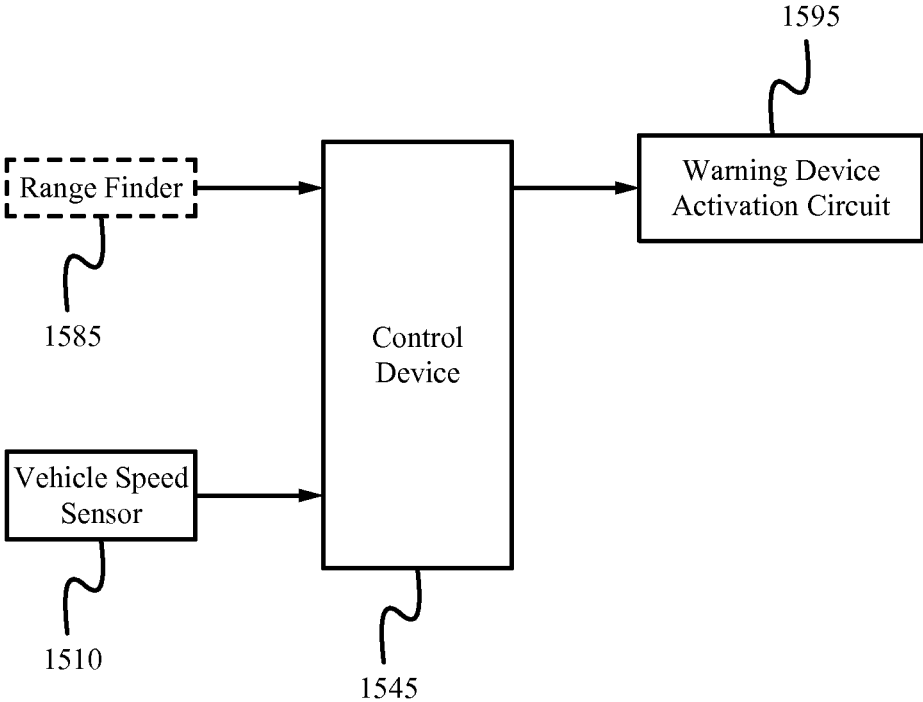 1595
Range Finder
Warning Device
Activation Circuit
1585
Control
Device
Vehicle Speed
Sensor
1510
1545